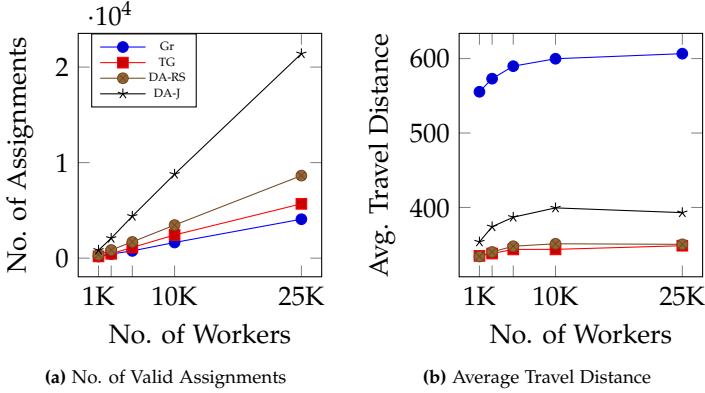 ·10⁴
No. of Assignments
2
1
0
Gr
TG
DA-RS
DA-J
1K 10K 25K
No. of Workers
(a) No. of Valid Assignments
Avg. Travel Distance
600
500
400
1K 10K 25K
No. of Workers
(b) Average Travel Distance